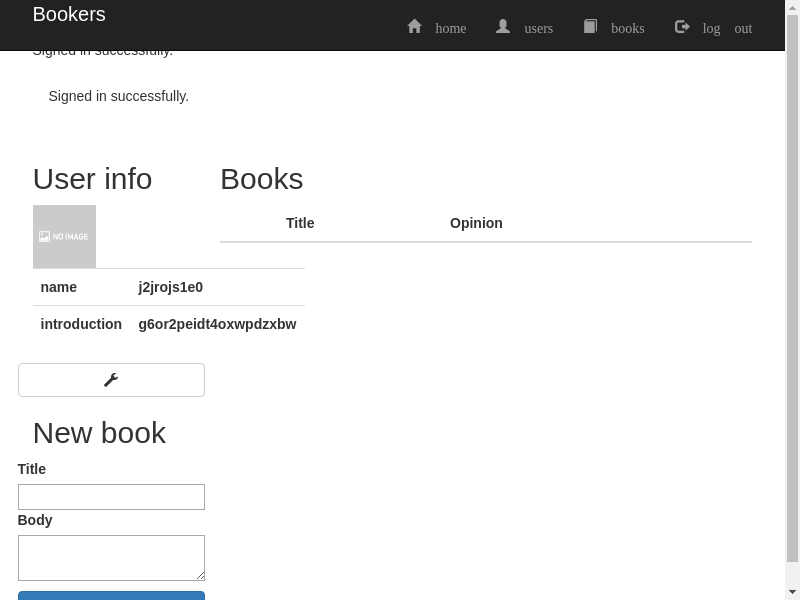 Bookers
home users books log out
Signed in successfully.
Signed in successfully.
User info
Books
NO IMAGE
Title Opinion
name j2jrojs1e0
introduction g6or2peidt4oxwpdzxbw
New book
Title
Body